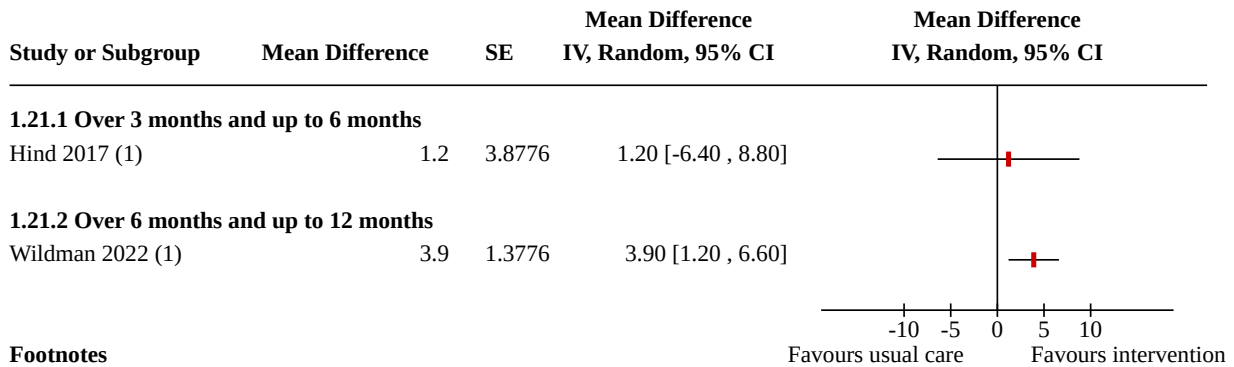 Mean Difference Mean Difference
Study or Subgroup Mean Difference SE IV, Random, 95% CI IV, Random, 95% CI
1.21.1 Over 3 months and up to 6 months
Hind 2017 (1) 1.2 3.8776 1.20 [-6.40 , 8.80]
1.21.2 Over 6 months and up to 12 months
Wildman 2022 (1) 3.9 1.3776 3.90 [1.20 , 6.60]
-10 -5 0 5 10
Footnotes Favours usual care Favours intervention